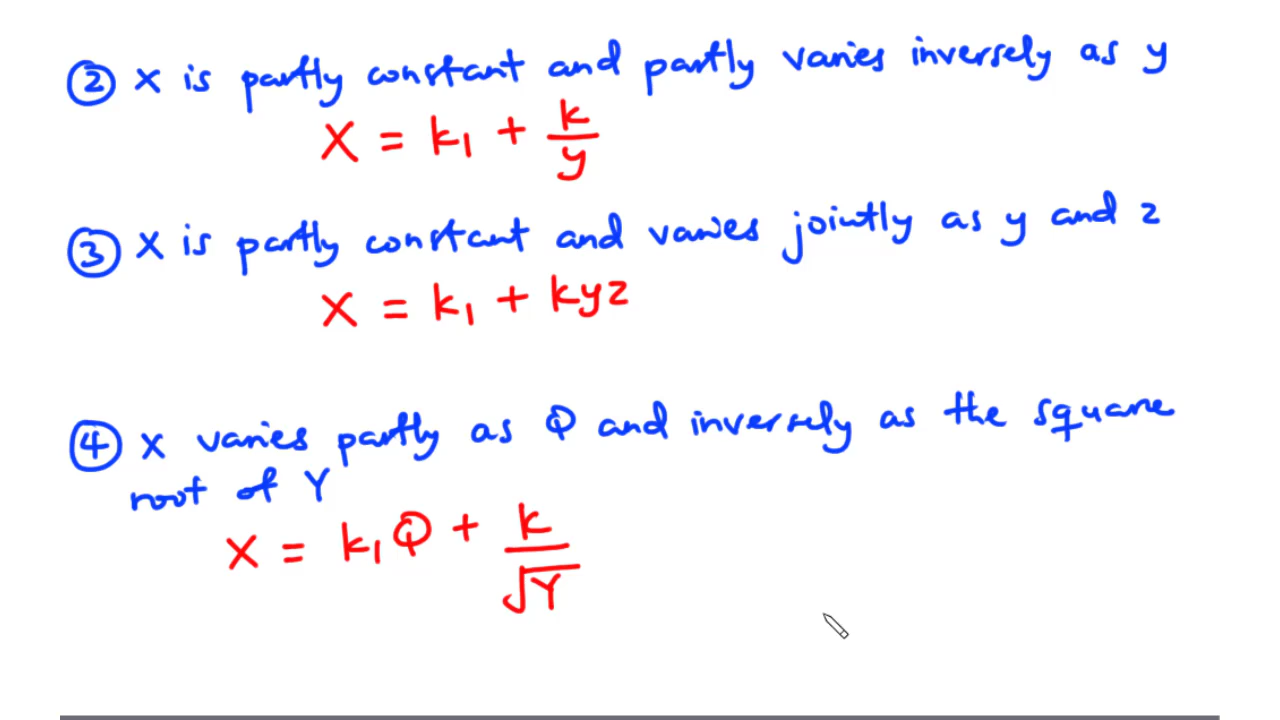 ② X is partly constant and partly varies inversely as y
X = k₁ + k/y
③ X is partly constant and varies jointly as y and z
X = k₁ + kyz
④ X varies partly as Q and inversely as the square
root of Y
X = k₁Q + k/√Y